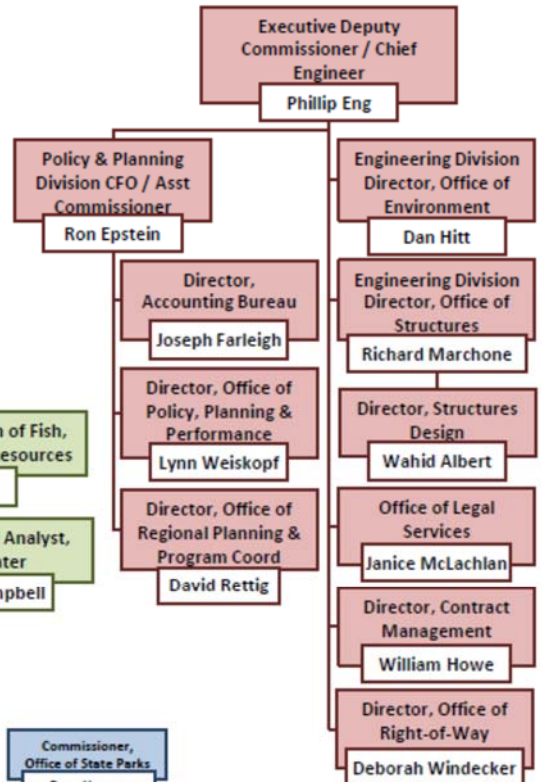 Executive Deputy
Commissioner / Chief
Engineer
Phillip Eng
Policy & Planning
Division CFO / Asst
Commissioner
Ron Epstein
Director,
Accounting Bureau
Joseph Farleigh
Director, Office of
Policy, Planning &
Performance
Lynn Weiskopf
Director, Office of
Regional Planning &
Program Coord
David Rettig
Engineering Division
Director, Office of
Environment
Dan Hitt
Engineering Division
Director, Office of
Structures
Richard Marchone
Director, Structures
Design
Wahid Albert
Office of Legal
Services
Janice McLachlan
Director, Contract
Management
William Howe
Director, Office of
Right-of-Way
Deborah Windecker
of Fish,
Analyst,
Commissioner,
Office of State Parks